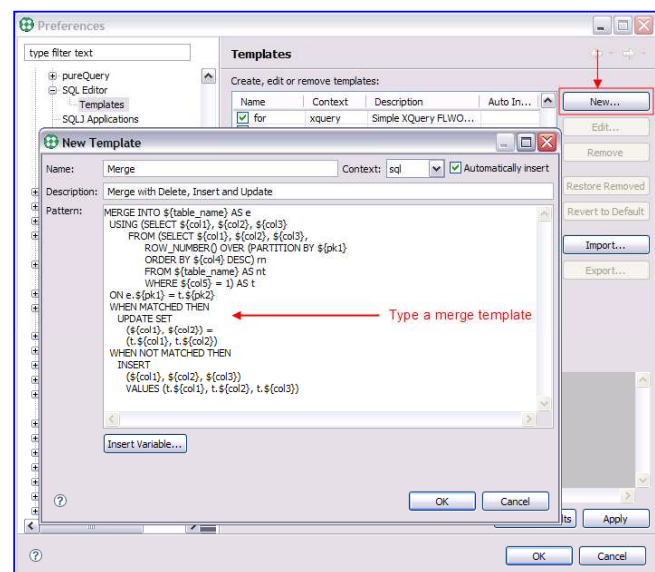 Preferences
type filter text
Templates
pureQuery
SQL Editor
Templates
SQLJ Applications
Create, edit or remove templates:
Name Context Description Auto In...
for xquery Simple XQuery FLWO...
New...
Edit...
Remove
Restore Removed
Revert to Default
Import...
Export...
New Template
Name: Merge Context: sql Automatically insert
Description: Merge with Delete, Insert and Update
Pattern:
MERGE INTO ${table_name} AS e
USING (SELECT ${col1}, ${col2}, ${col3}
FROM (SELECT ${col1}, ${col2}, ${col3},
ROW_NUMBER() OVER (PARTITION BY ${pk1}
ORDER BY ${col4} DESC) rn
FROM ${table_name} AS nt
WHERE ${col5} = 1) AS t
ON e.${pk1} = t.${pk2}
WHEN MATCHED THEN
UPDATE SET
(${col1}, ${col2}) =
(t.${col1}, t.${col2})
WHEN NOT MATCHED THEN
INSERT
(${col1}, ${col2}, ${col3})
VALUES (t.${col1}, t.${col2}, t.${col3})
Type a merge template
Insert Variable...
OK Cancel
lts Apply
OK Cancel